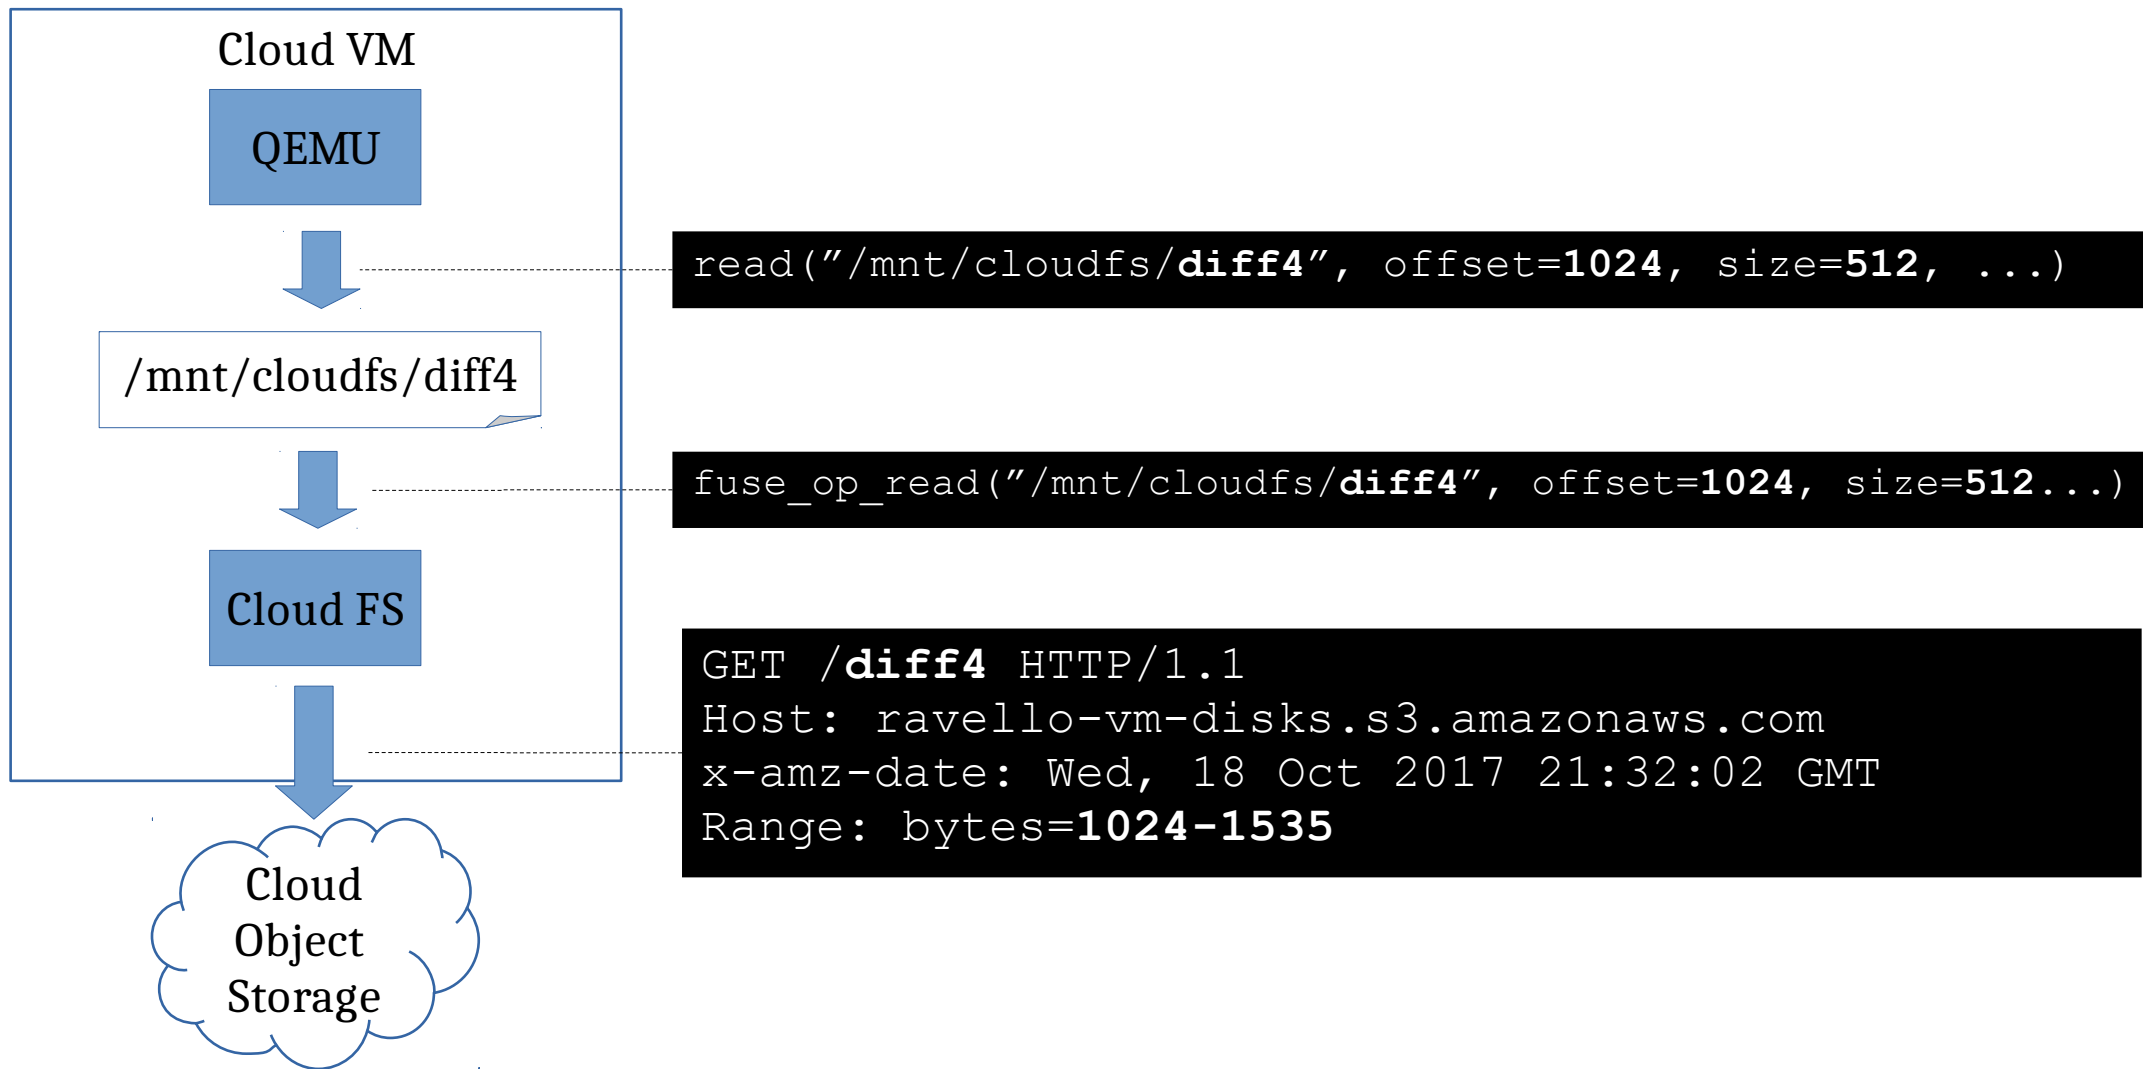 Cloud VM
QEMU
read(”/mnt/cloudfs/diff4”, offset=1024, size=512, ...)
/mnt/cloudfs/diff4
fuse_op_read(”/mnt/cloudfs/diff4”, offset=1024, size=512...)
Cloud FS
GET /diff4 HTTP/1.1
Host: ravello-vm-disks.s3.amazonaws.com
x-amz-date: Wed, 18 Oct 2017 21:32:02 GMT
Range: bytes=1024-1535
Cloud
Object
Storage